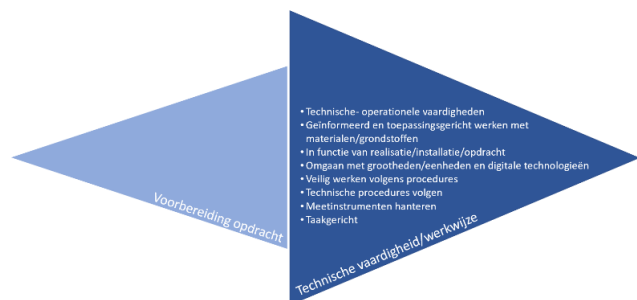 • Technische- operationele vaardigheden
• Geïnformeerd en toepassingsgericht werken met
materialen/grondstoffen
• In functie van realisatie/installatie/opdracht
• Omgaan met grootheden/eenheden en digitale technologieën
• Veilig werken volgens procedures
• Technische procedures volgen
• Meetinstrumenten hanteren
• Taakgericht
Voorbereiding opdracht
Technische vaardigheid/werkwijze